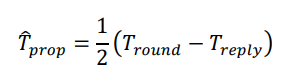 T̂_prop = 1/2 (T_round − T_reply)